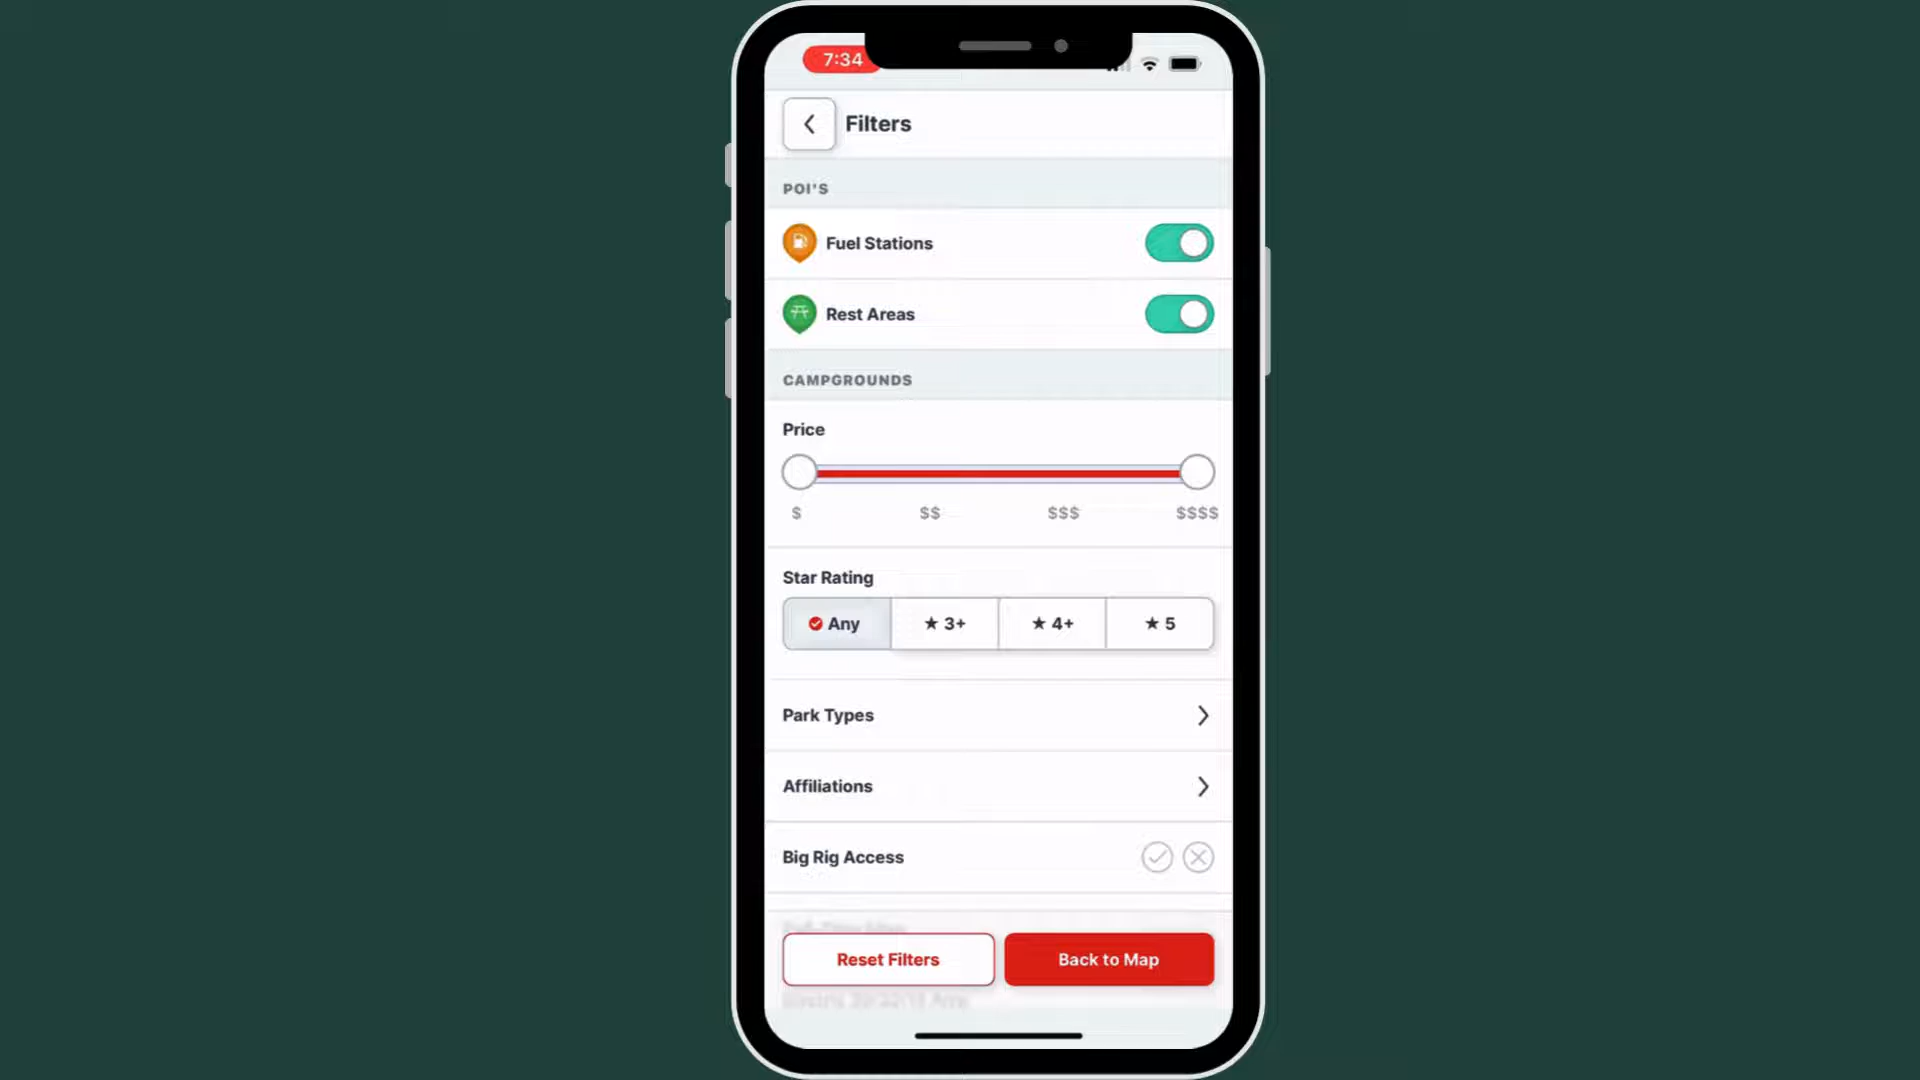 7:34
Filters
POI'S
Fuel Stations
Rest Areas
CAMPGROUNDS
Price
$ $$ $$$ $$$$
Star Rating
Any ★ 3+ ★ 4+ ★ 5
Park Types
Affiliations
Big Rig Access
Reset Filters Back to Map